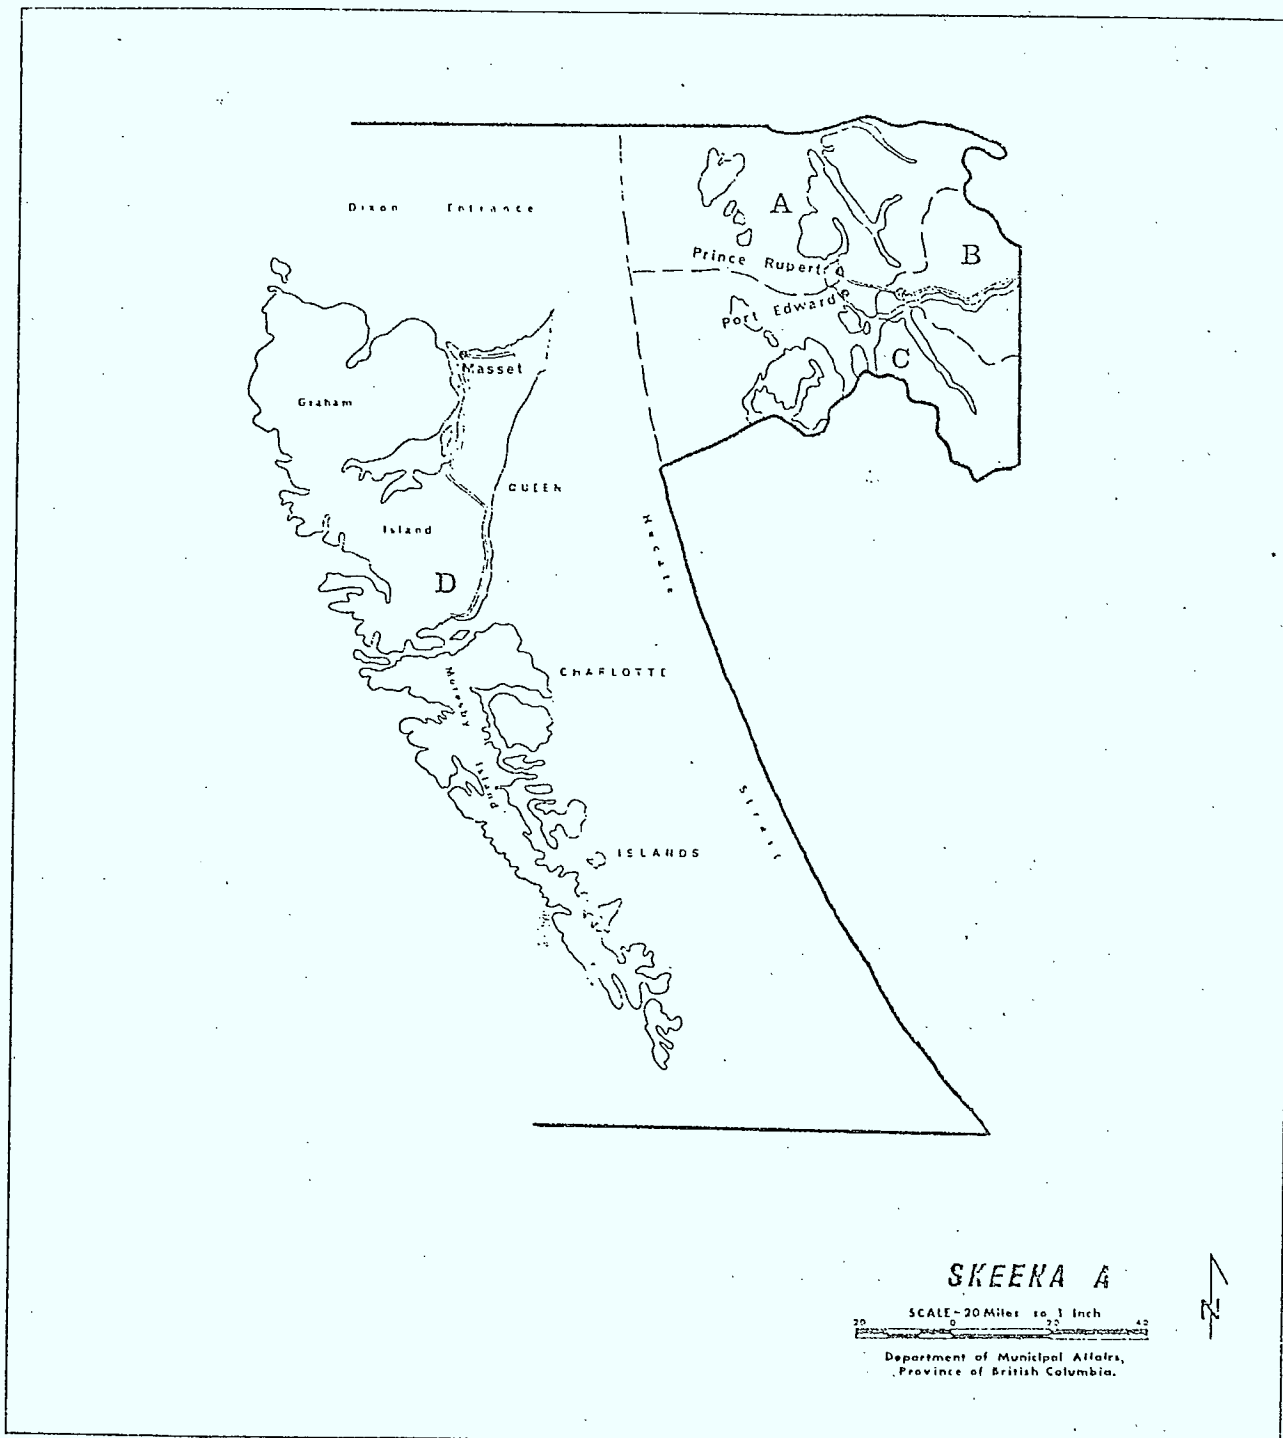 Dixon Entrance
A
B
Prince Rupert
Port Edward
C
Masset
Graham
QUEEN
Island
Hecate
D
CHARLOTTE
Moresby
Island
Strait
ISLANDS
SKEENA A
SCALE-20 Miles to 1 Inch
20 0 20 40
Department of Municipal Affairs,
Province of British Columbia.
N